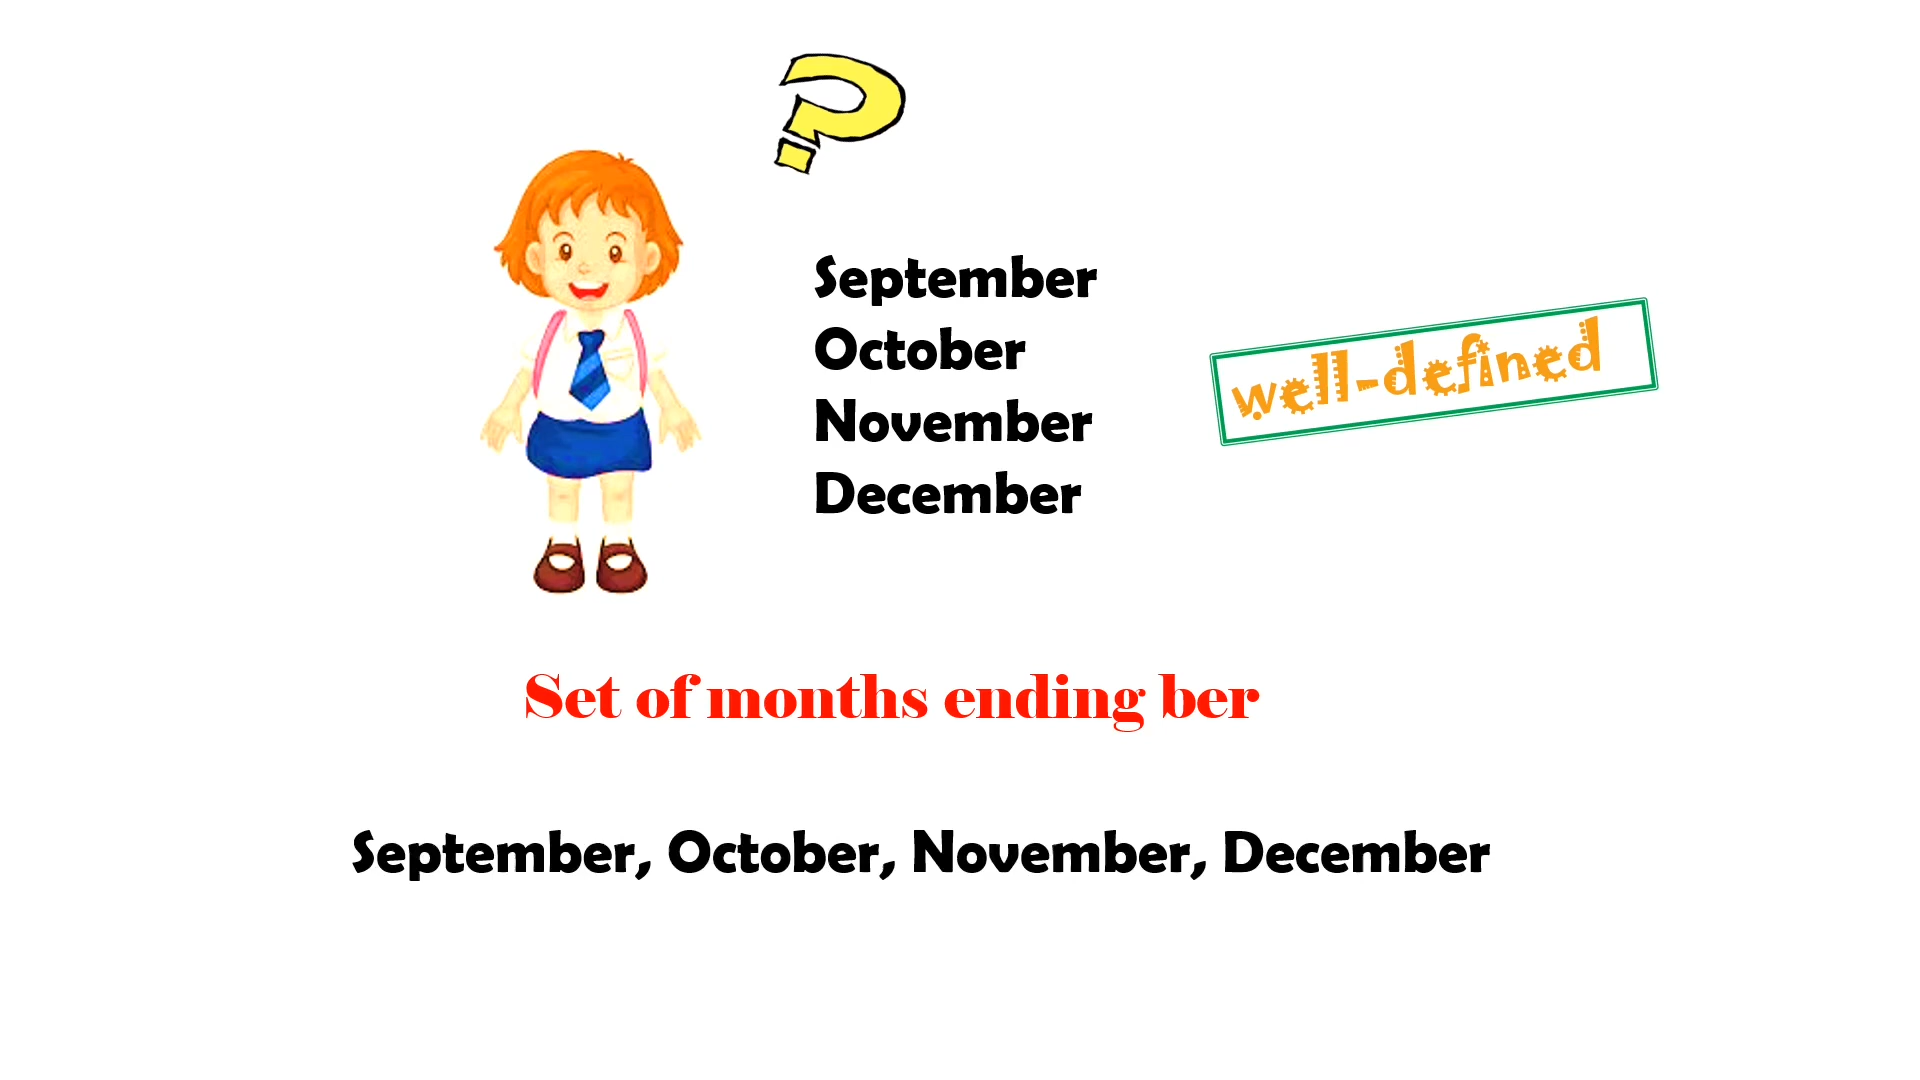 September
October
November
December
well-defined
Set of months ending ber
September, October, November, December